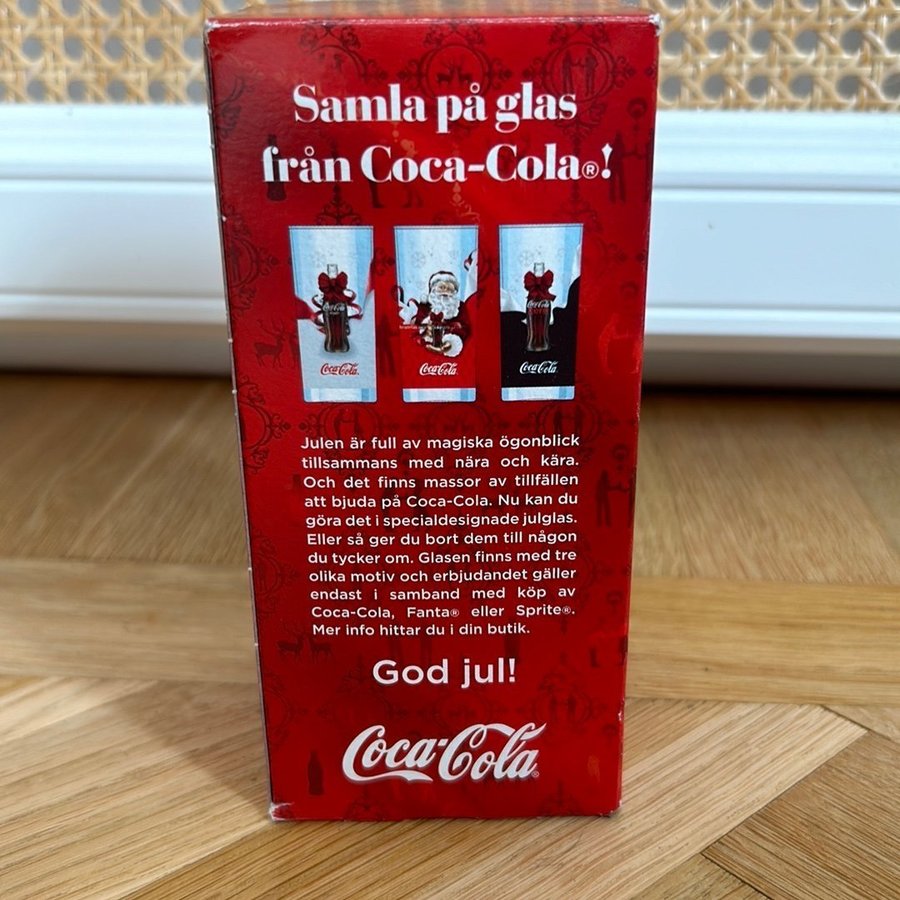 Samla på glas
från Coca-Cola®!
Coca-Cola
Coca-Cola
Coca-Cola
Coca-Cola
Coca-Cola
Julen är full av magiska ögonblick
tillsammans med nära och kära.
Och det finns massor av tillfällen
att bjuda på Coca-Cola. Nu kan du
göra det i specialdesignade julglas.
Eller så ger du bort dem till någon
du tycker om. Glasen finns med tre
olika motiv och erbjudandet gäller
endast i samband med köp av
Coca-Cola, Fanta® eller Sprite®.
Mer info hittar du i din butik.
God jul!
Coca-Cola®